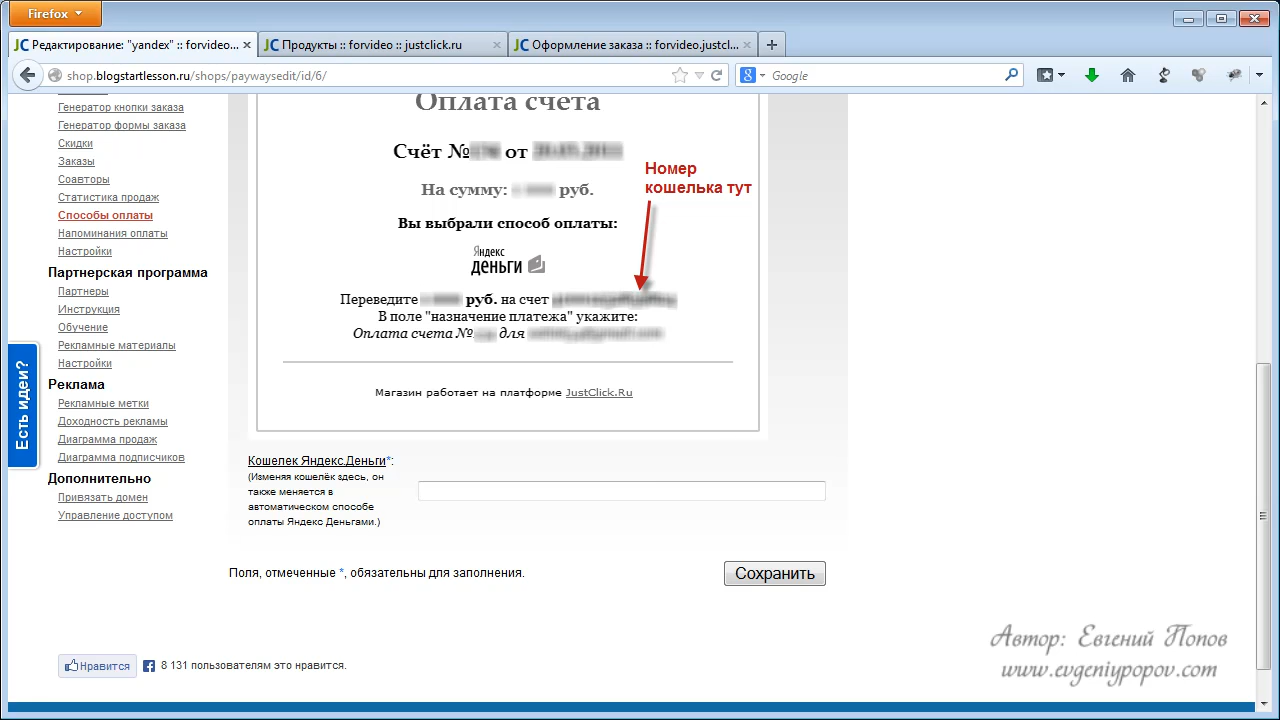 Firefox
Редактирование: "yandex" :: forvideo...
Продукты :: forvideo :: justclick.ru
Оформление заказа :: forvideo.justcl...
shop.blogstartlesson.ru/shops/paywaysedit/id/6/
Google
Генератор кнопки заказа
Генератор формы заказа
Скидки
Заказы
Соавторы
Статистика продаж
Способы оплаты
Напоминания оплаты
Настройки
Партнерская программа
Партнеры
Инструкция
Обучение
Рекламные материалы
Настройки
Реклама
Рекламные метки
Доходность рекламы
Диаграмма продаж
Диаграмма подписчиков
Дополнительно
Привязать домен
Управление доступом
Есть идеи?
Оплата счета
Счёт № от
На сумму: руб.
Номер
кошелька тут
Вы выбрали способ оплаты:
Яндекс
деньги
Переведите руб. на счет
В поле "назначение платежа" укажите:
Оплата счета № для
Магазин работает на платформе JustClick.Ru
Кошелек Яндекс.Деньги*:
(Изменяя кошелёк здесь, он
также меняется в
автоматическом способе
оплаты Яндекс Деньгами.)
Поля, отмеченные *, обязательны для заполнения.
Сохранить
Нравится
8 131 пользователям это нравится.
Автор: Евгений Попов
www.evgeniypopov.com